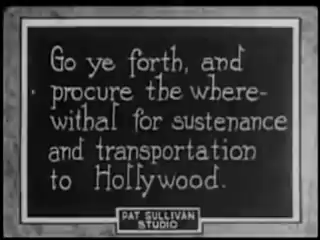 Go ye forth, and
procure the where-
withal for sustenance
and transportation
to Hollywood.
PAT SULLIVAN
STUDIO